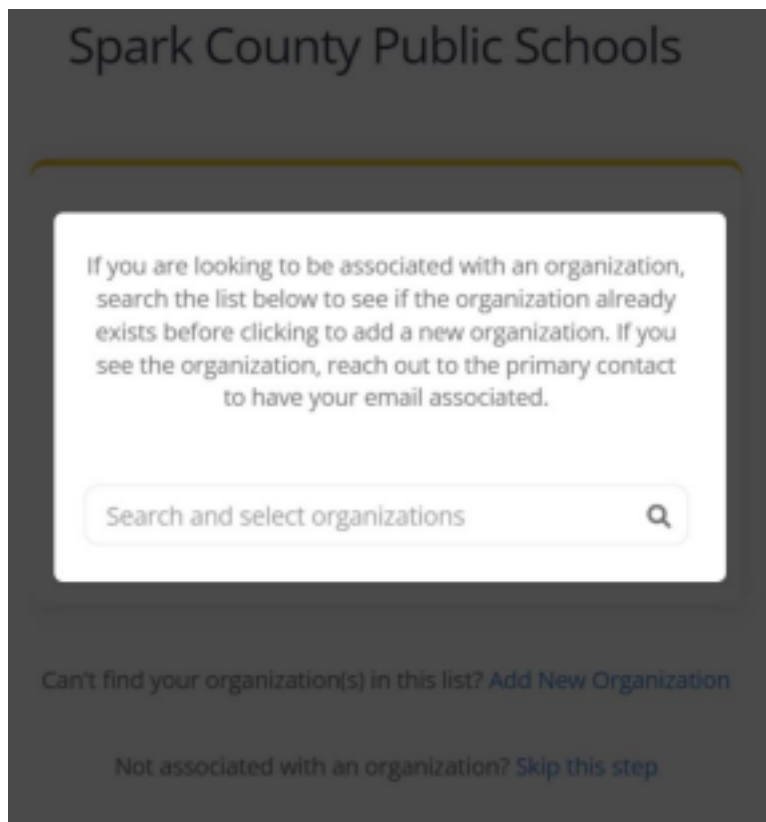 Spark County Public Schools
If you are looking to be associated with an organization,
search the list below to see if the organization already
exists before clicking to add a new organization. If you
see the organization, reach out to the primary contact
to have your email associated.
Search and select organizations
Can't find your organization(s) in this list? Add New Organization
Not associated with an organization? Skip this step